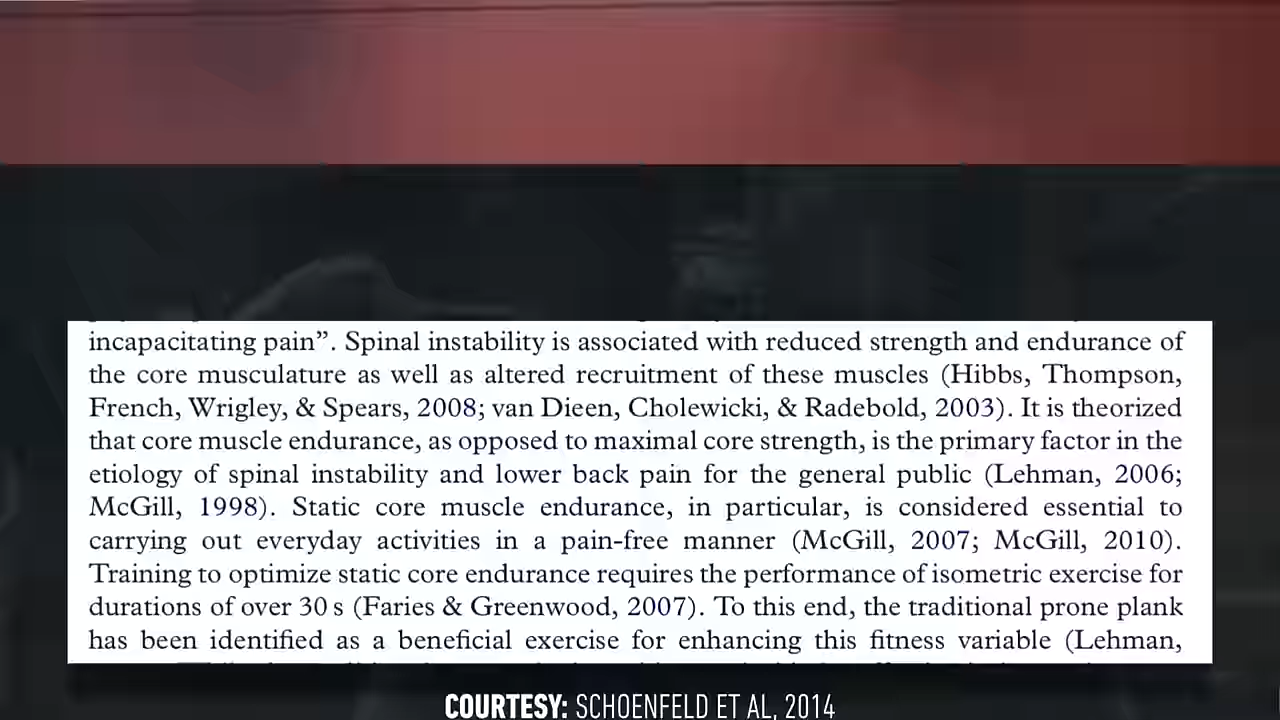 incapacitating pain”. Spinal instability is associated with reduced strength and endurance of
the core musculature as well as altered recruitment of these muscles (Hibbs, Thompson,
French, Wrigley, & Spears, 2008; van Dieen, Cholewicki, & Radebold, 2003). It is theorized
that core muscle endurance, as opposed to maximal core strength, is the primary factor in the
etiology of spinal instability and lower back pain for the general public (Lehman, 2006;
McGill, 1998). Static core muscle endurance, in particular, is considered essential to
carrying out everyday activities in a pain-free manner (McGill, 2007; McGill, 2010).
Training to optimize static core endurance requires the performance of isometric exercise for
durations of over 30 s (Faries & Greenwood, 2007). To this end, the traditional prone plank
has been identified as a beneficial exercise for enhancing this fitness variable (Lehman,
COURTESY: SCHOENFELD ET AL, 2014